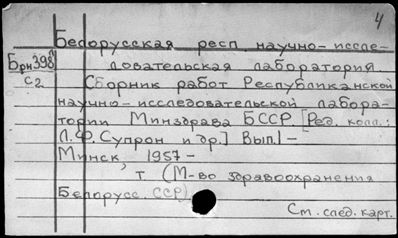 4
Белорусская респ. научно-иссле-
Брн398 довательская лаборатория
с2 Сборник работ Республиканской
научно-исследовательской лабора-
тории Минздрава БССР [Ред. колл.:
Л.Ф. Супрон и др.] Вып. 1 -
Минск, 1957 -
т. (М-во здравоохранения
Белорусс. ССР)
См. след. карт.